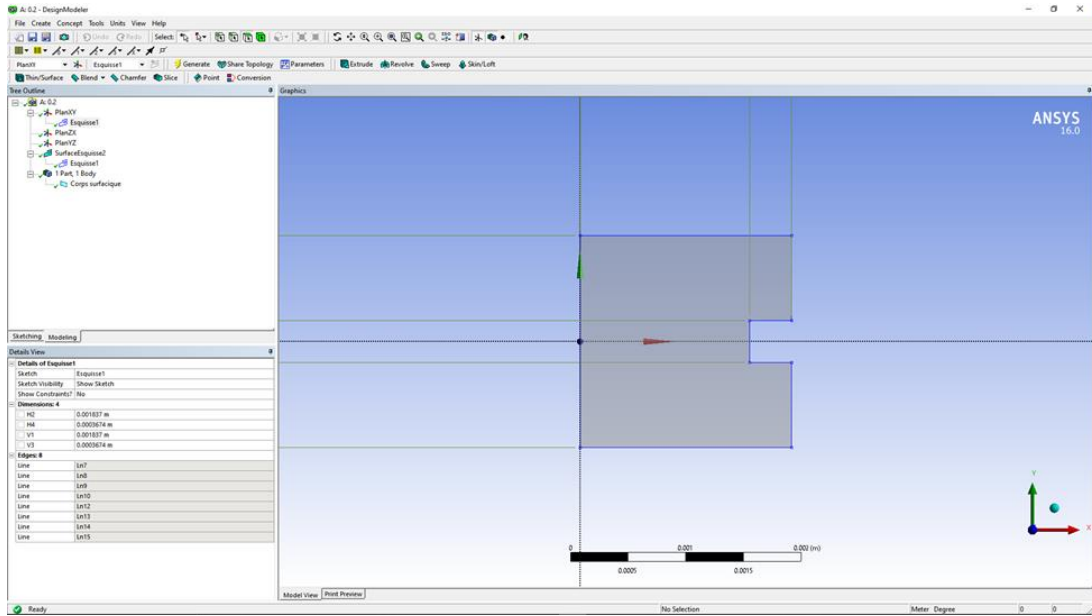 A: 0.2 - DesignModeler
File Create Concept Tools Units View Help
Undo Redo Select:
PlanXY Esquisse1 Generate Share Topology Parameters Extrude Revolve Sweep Skin/Loft
Thin/Surface Blend Chamfer Slice Point Conversion
Tree Outline
A: 0.2
PlanXY
Esquisse1
PlanZX
PlanYZ
SurfaceEsquisse2
Esquisse1
1 Part, 1 Body
Corps surfacique
Sketching Modeling
Details View
Details of Esquisse1
Sketch Esquisse1
Sketch Visibility Show Sketch
Show Constraints? No
Dimensions: 4
H2 0.001837 m
H4 0.0003674 m
V1 0.001837 m
V3 0.0003674 m
Edges: 8
Line Ln7
Line Ln8
Line Ln9
Line Ln10
Line Ln12
Line Ln13
Line Ln14
Line Ln15
Graphics
ANSYS
16.0
Y
X
0 0.001 0.002 (m)
0.0005 0.0015
Model View Print Preview
Ready No Selection Meter Degree 0 0